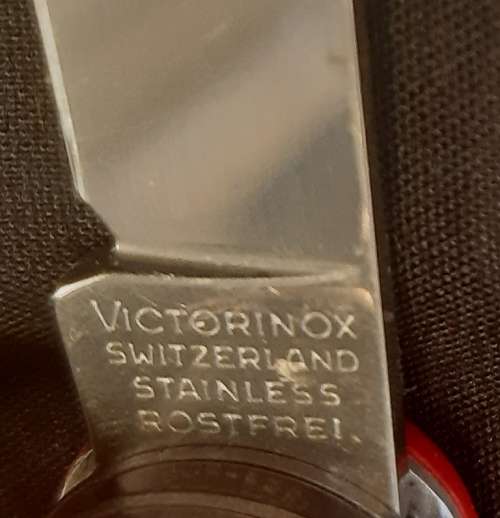 VICTORINOX
SWITZERLAND
STAINLESS
ROSTFREI.